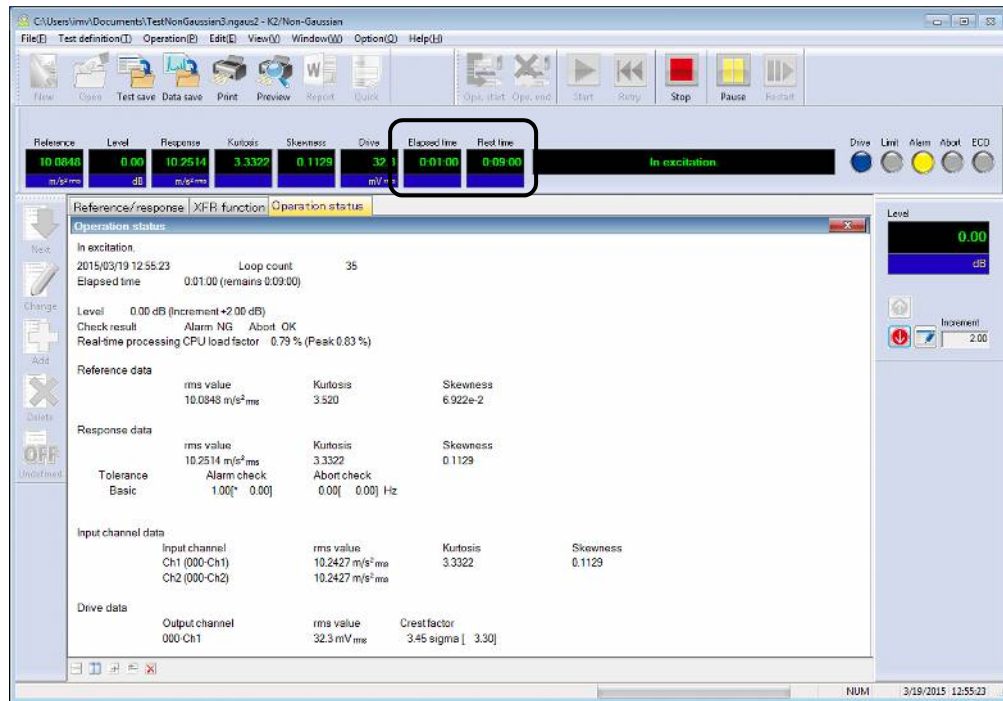 C:\Users\imv\Documents\TestNonGaussian3.ngaus2 - K2/Non-Gaussian
File(F) Test definition(T) Operation(P) Edit(E) View(V) Window(W) Option(O) Help(H)
New Open Test save Data save Print Preview Report Quick Ope. start Ope. end Start Retry Stop Pause Restart
Reference Level Response Kurtosis Skewness Drive Elapsed time Rest time Drive Limit Alarm Abort ECO
10.0848 0.00 10.2514 3.3322 0.1129 32.1 0:01:00 0:09:00 In excitation.
m/s² rms dB m/s² rms mV rms
Reference/response XFR function Operation status
Operation status
In excitation.
2015/03/19 12:55:23 Loop count 35
Elapsed time 0:01:00 (remains 0:09:00)
Level 0.00 dB (Increment +2.00 dB)
Check result Alarm NG Abort OK
Real-time processing CPU load factor 0.79 % (Peak 0.83 %)
Reference data
rms value Kurtosis Skewness
10.0848 m/s² rms 3.520 6.922e-2
Response data
rms value Kurtosis Skewness
10.2514 m/s² rms 3.3322 0.1129
Tolerance Alarm check Abort check
Basic 1.00[* 0.00] 0.00[ 0.00] Hz
Input channel data
Input channel rms value Kurtosis Skewness
Ch1 (000-Ch1) 10.2427 m/s² rms 3.3322 0.1129
Ch2 (000-Ch2) 10.2427 m/s² rms
Drive data
Output channel rms value Crest factor
000-Ch1 32.3 mV rms 3.45 sigma [ 3.30]
Next
Change
Add
Delete
OFF
Undefined
Level
0.00
dB
Increment
2.00
NUM 3/19/2015 12:55:23